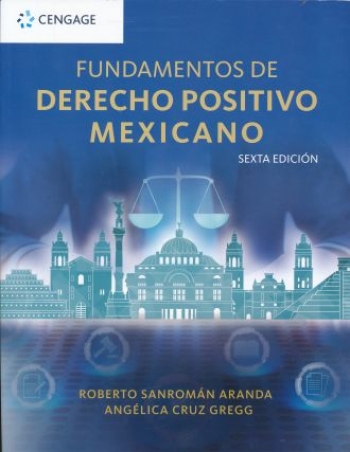 CENGAGE
FUNDAMENTOS DE
DERECHO POSITIVO
MEXICANO
SEXTA EDICIÓN
ROBERTO SANROMÁN ARANDA
ANGÉLICA CRUZ GREGG